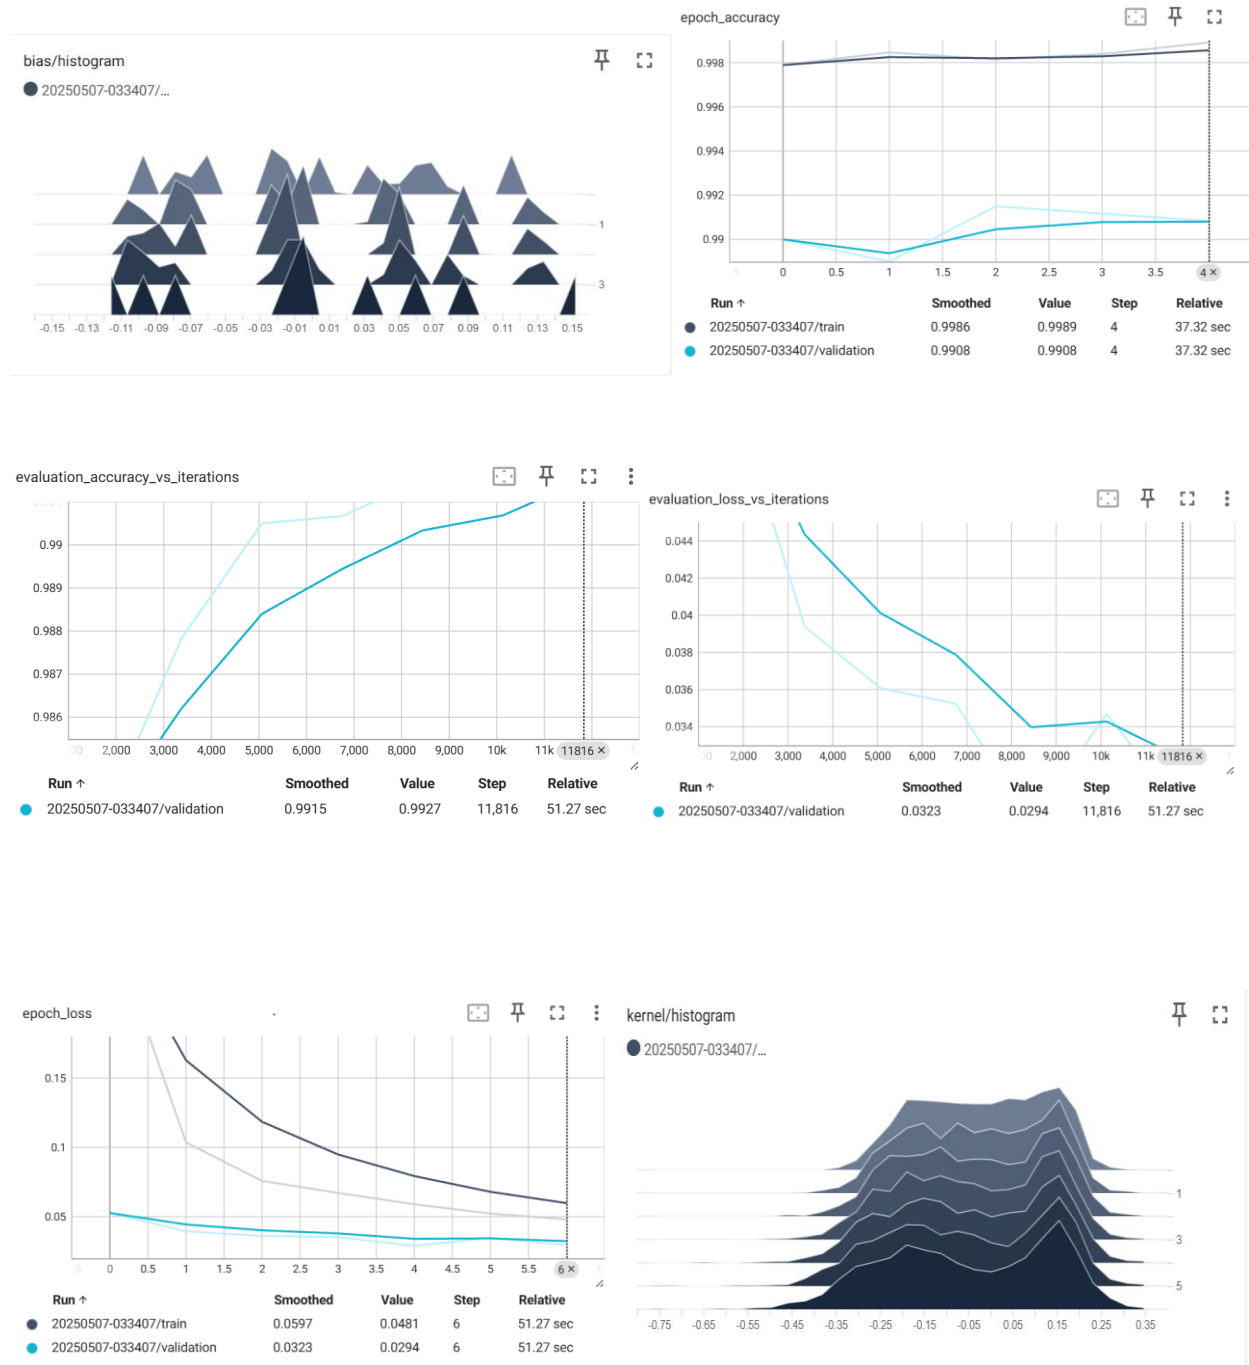 bias/histogram
20250507-033407/...
1
3
-0.15 -0.13 -0.11 -0.09 -0.07 -0.05 -0.03 -0.01 0.01 0.03 0.05 0.07 0.09 0.11 0.13 0.15
epoch_accuracy
0.998
0.996
0.994
0.992
0.99
5 0 0.5 1 1.5 2 2.5 3 3.5 4 ×
Run ↑ Smoothed Value Step Relative
20250507-033407/train 0.9986 0.9989 4 37.32 sec
20250507-033407/validation 0.9908 0.9908 4 37.32 sec
evaluation_accuracy_vs_iterations
0.99
0.989
0.988
0.987
0.986
00 2,000 3,000 4,000 5,000 6,000 7,000 8,000 9,000 10k 11k 11816 ×
Run ↑ Smoothed Value Step Relative
20250507-033407/validation 0.9915 0.9927 11,816 51.27 sec
evaluation_loss_vs_iterations
0.044
0.042
0.04
0.038
0.036
0.034
00 2,000 3,000 4,000 5,000 6,000 7,000 8,000 9,000 10k 11k 11816 × 1
Run ↑ Smoothed Value Step Relative
20250507-033407/validation 0.0323 0.0294 11,816 51.27 sec
epoch_loss
0.15
0.1
0.05
5 0 0.5 1 1.5 2 2.5 3 3.5 4 4.5 5 5.5 6 ×
Run ↑ Smoothed Value Step Relative
20250507-033407/train 0.0597 0.0481 6 51.27 sec
20250507-033407/validation 0.0323 0.0294 6 51.27 sec
kernel/histogram
20250507-033407/...
1
3
5
-0.75 -0.65 -0.55 -0.45 -0.35 -0.25 -0.15 -0.05 0.05 0.15 0.25 0.35